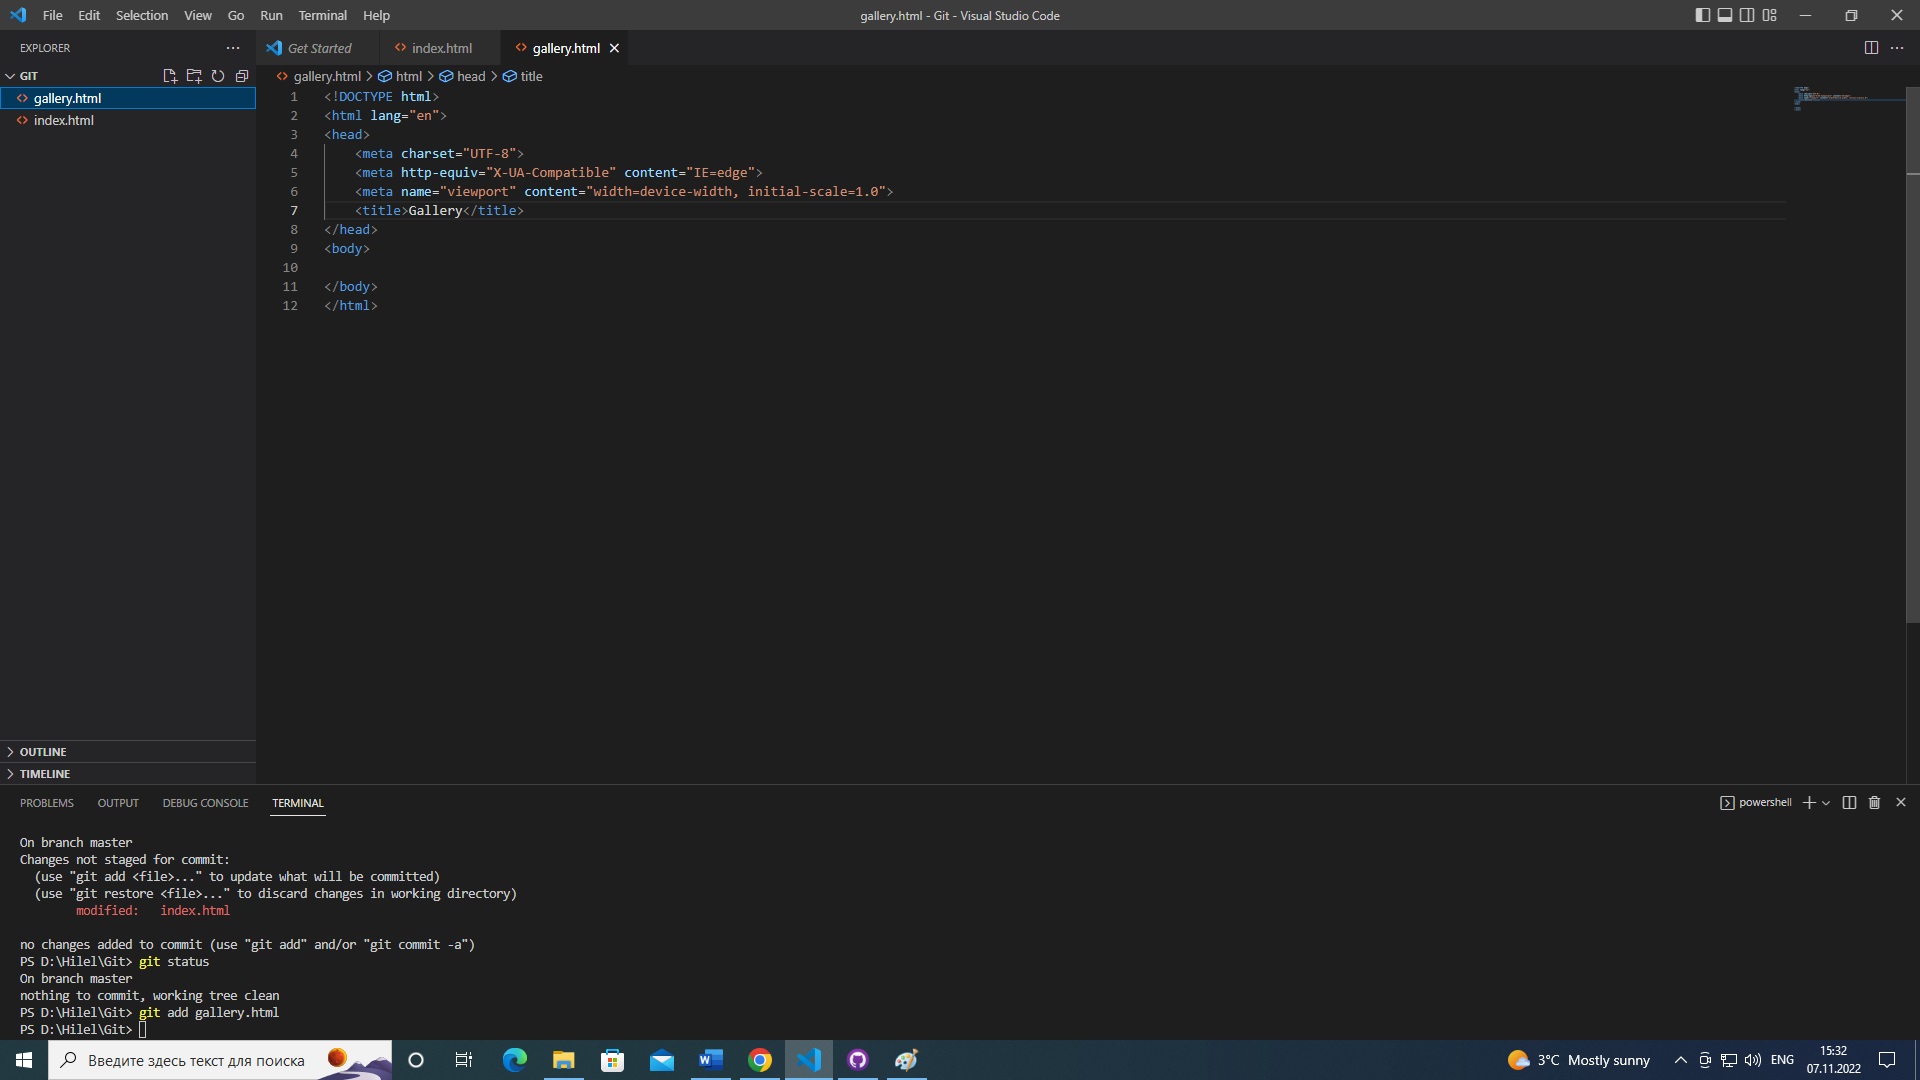 File Edit Selection View Go Run Terminal Help
gallery.html - Git - Visual Studio Code
EXPLORER
GIT
gallery.html
index.html
OUTLINE
TIMELINE
Get Started index.html gallery.html
gallery.html > html > head > title
1 <!DOCTYPE html>
2 <html lang="en">
3 <head>
4 <meta charset="UTF-8">
5 <meta http-equiv="X-UA-Compatible" content="IE=edge">
6 <meta name="viewport" content="width=device-width, initial-scale=1.0">
7 <title>Gallery</title>
8 </head>
9 <body>
10
11 </body>
12 </html>
PROBLEMS OUTPUT DEBUG CONSOLE TERMINAL
powershell
On branch master
Changes not staged for commit:
(use "git add <file>..." to update what will be committed)
(use "git restore <file>..." to discard changes in working directory)
modified: index.html
no changes added to commit (use "git add" and/or "git commit -a")
PS D:\Hilel\Git> git status
On branch master
nothing to commit, working tree clean
PS D:\Hilel\Git> git add gallery.html
PS D:\Hilel\Git>
Введите здесь текст для поиска
3°C Mostly sunny
ENG
15:32
07.11.2022